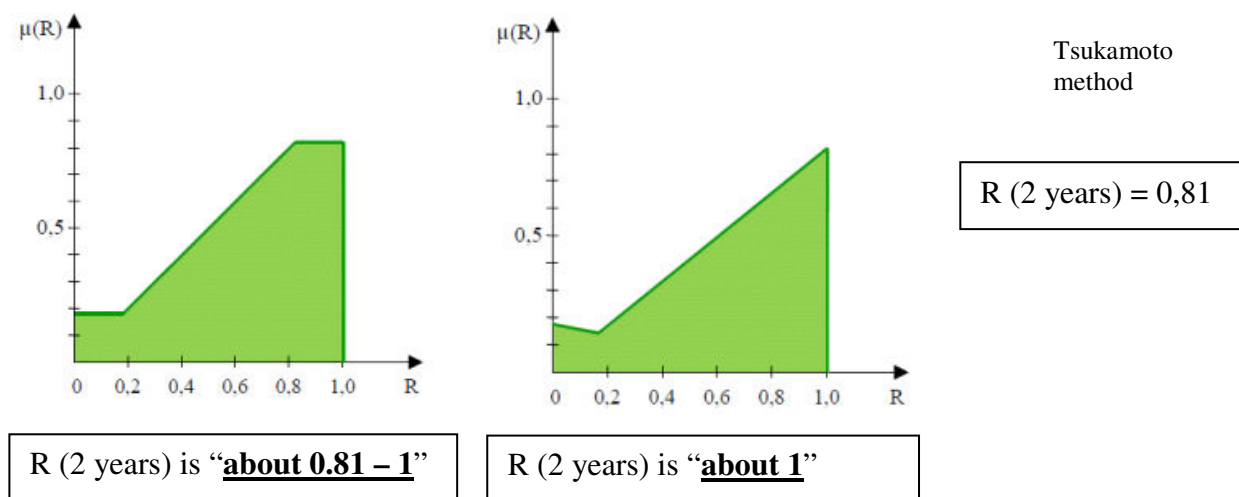 μ(R)
1,0
0,5
0 0,2 0,4 0,6 0,8 1,0 R
R (2 years) is “about 0.81 – 1”
μ(R)
1,0
0,5
0 0,2 0,4 0,6 0,8 1,0 R
R (2 years) is “about 1”
Tsukamoto
method
R (2 years) = 0,81